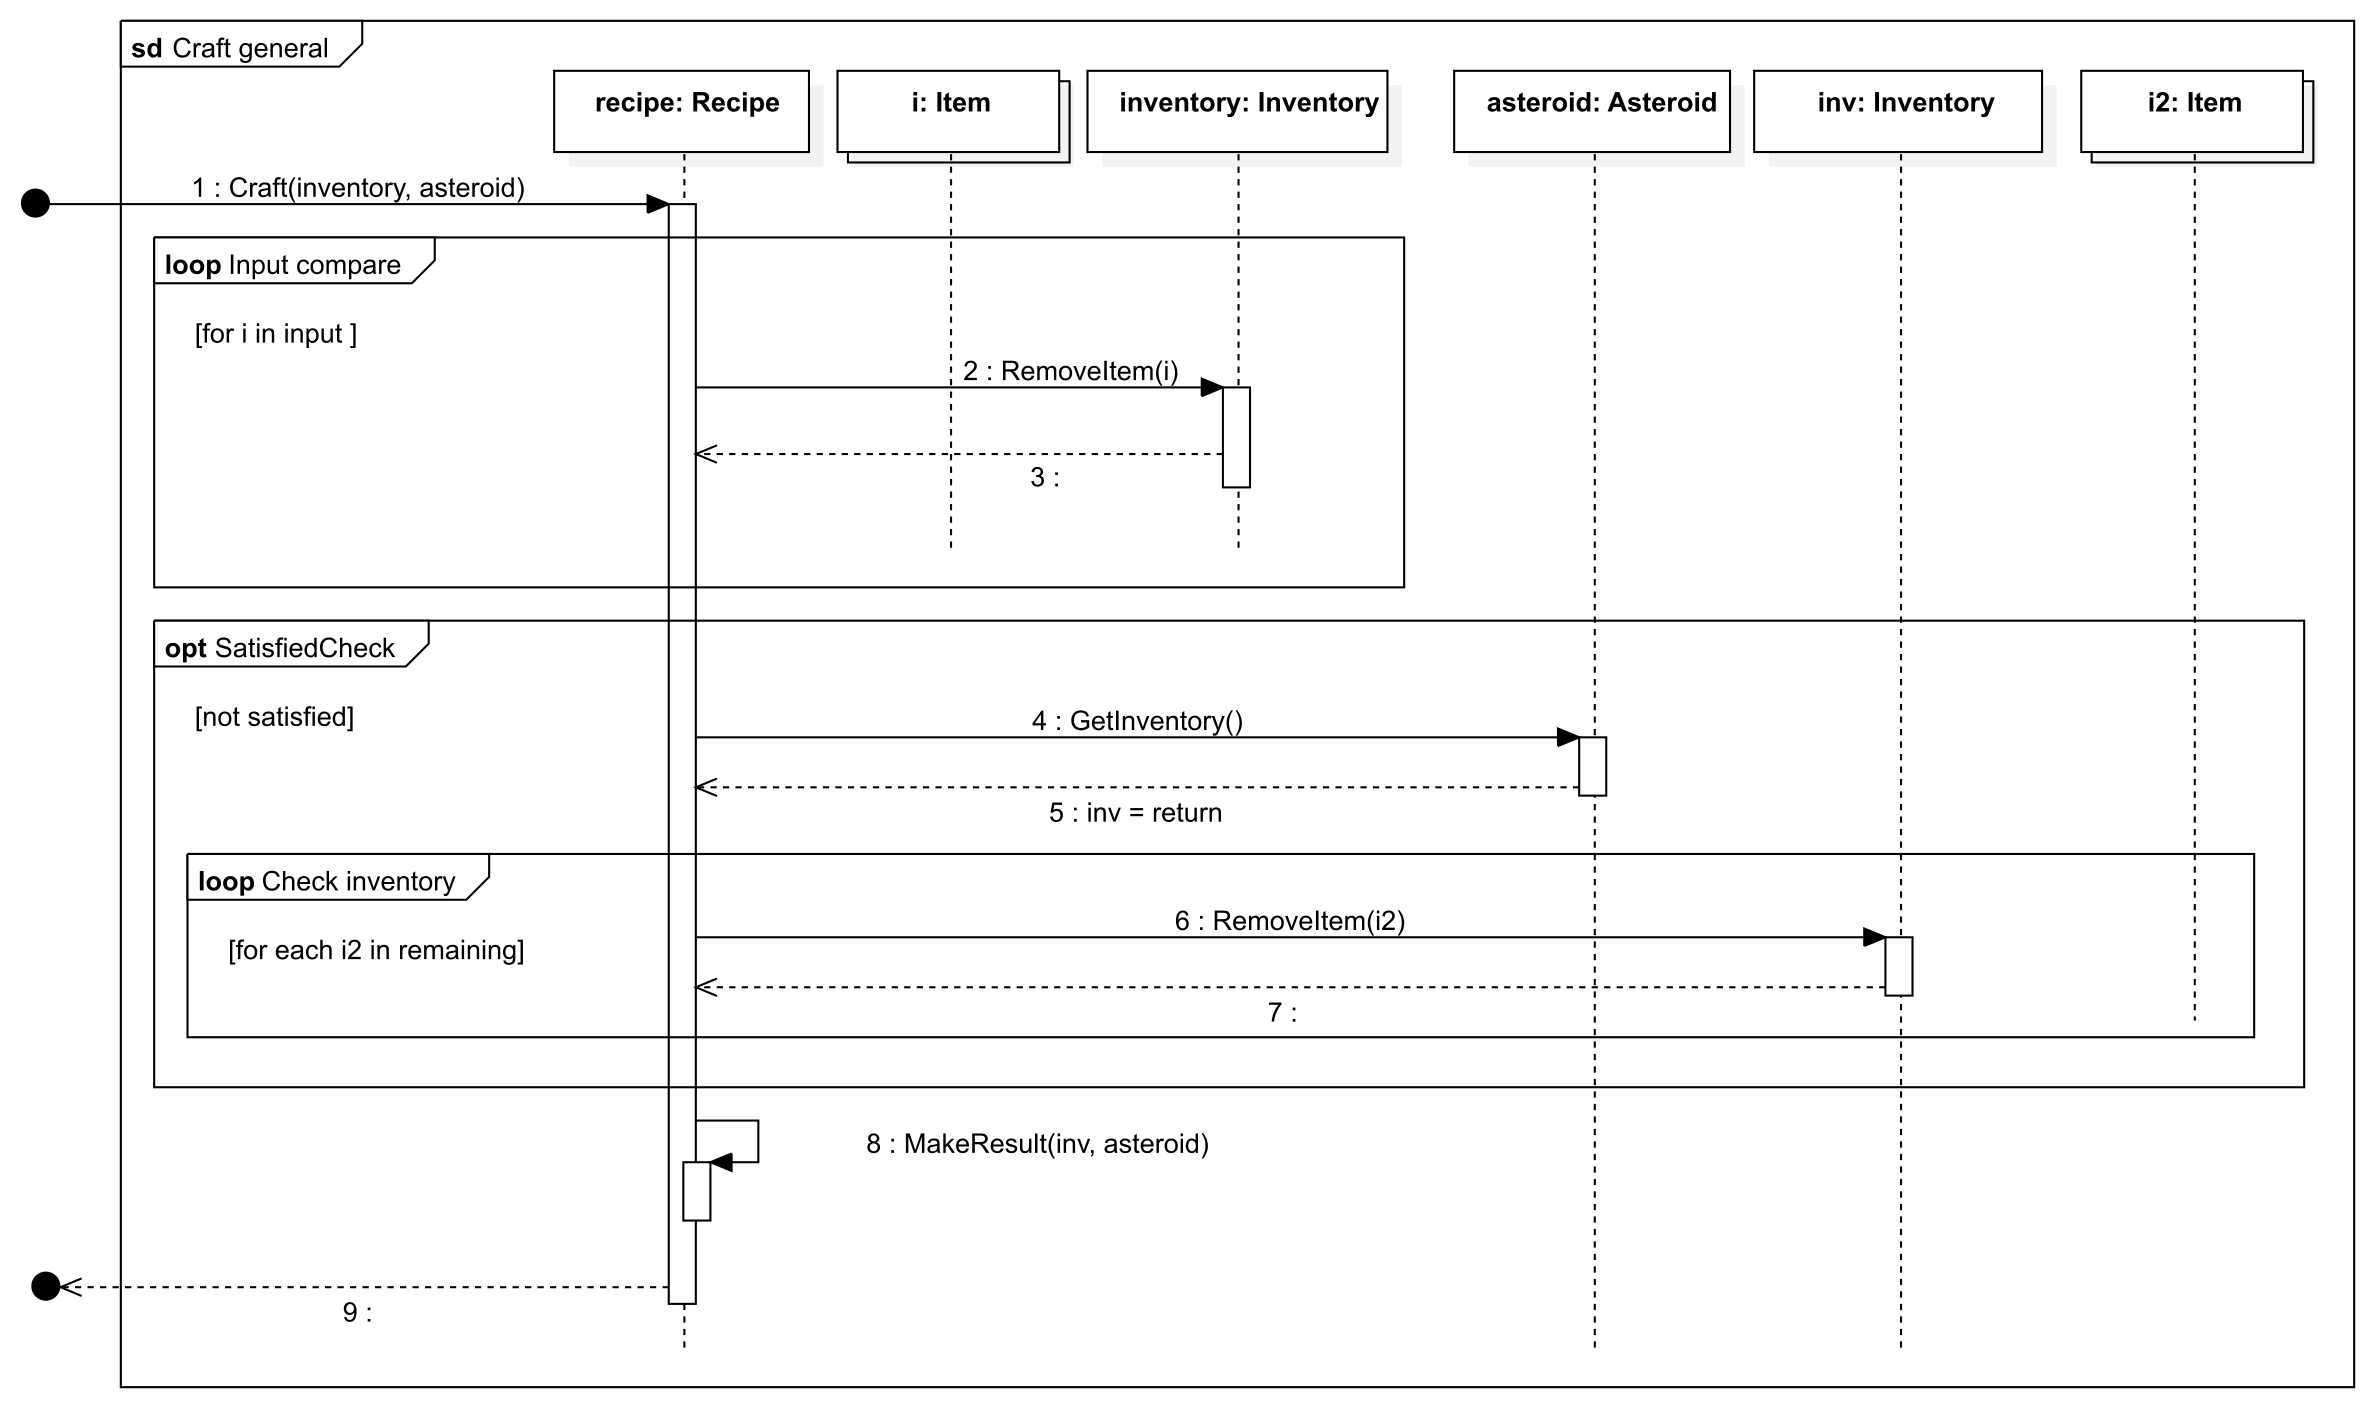 sd Craft general
recipe: Recipe
i: Item
inventory: Inventory
asteroid: Asteroid
inv: Inventory
i2: Item
1 : Craft(inventory, asteroid)
loop Input compare
[for i in input ]
2 : RemoveItem(i)
3 :
opt SatisfiedCheck
[not satisfied]
4 : GetInventory()
5 : inv = return
loop Check inventory
[for each i2 in remaining]
6 : RemoveItem(i2)
7 :
8 : MakeResult(inv, asteroid)
9 :